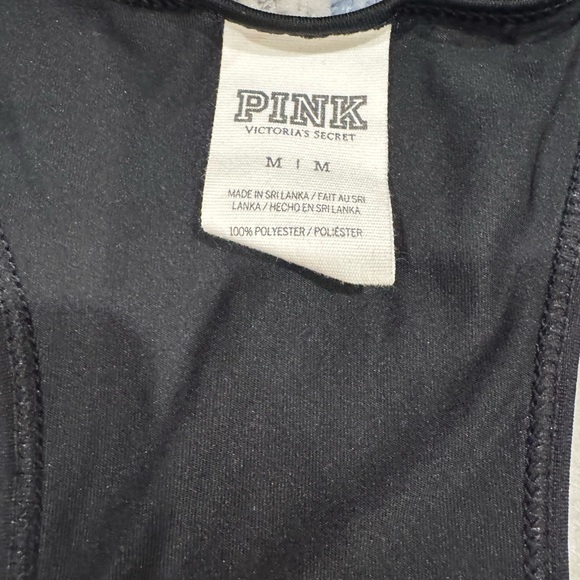 PINK
VICTORIA'S SECRET
M | M
MADE IN SRI LANKA / FAIT AU SRI
LANKA / HECHO EN SRI LANKA
100% POLYESTER / POLIÉSTER